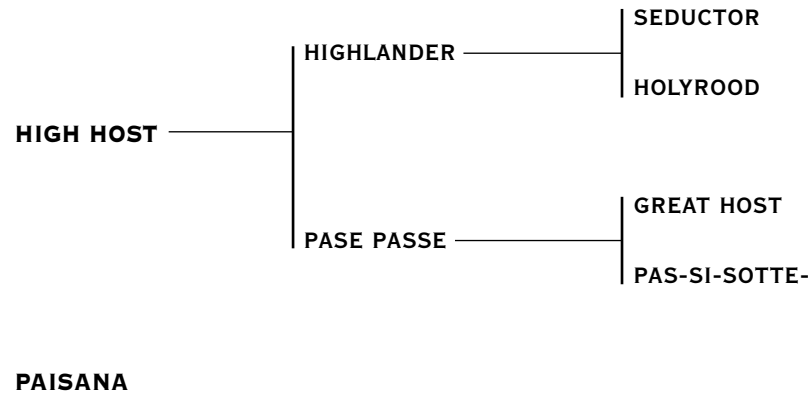 SEDUCTOR
HIGHLANDER
HOLYROOD
HIGH HOST
GREAT HOST
PASE PASSE
PAS-SI-SOTTE-
PAISANA